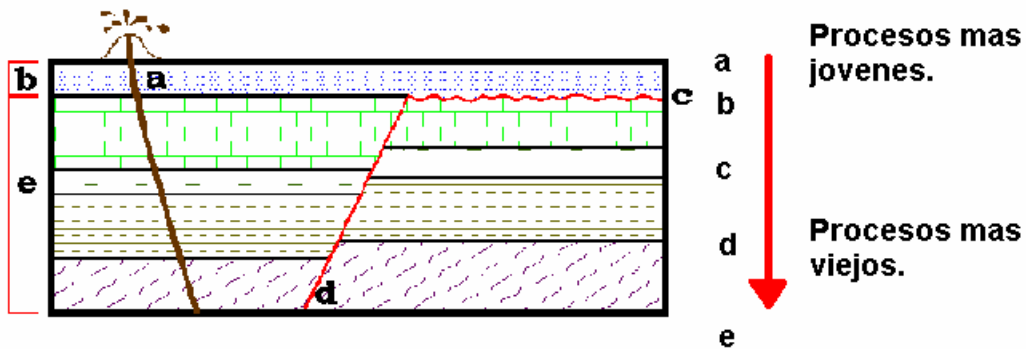 b
a
c
e
d
a
b
c
d
e
Procesos mas
jovenes.
Procesos mas
viejos.